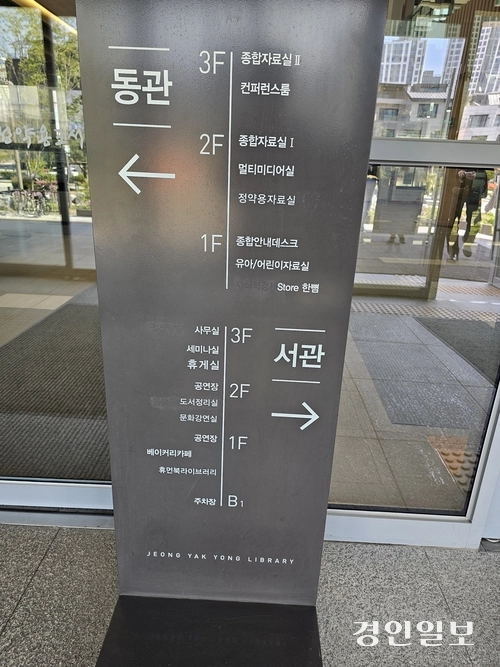 동관
3F 종합자료실Ⅱ
컨퍼런스룸
2F 종합자료실Ⅰ
멀티미디어실
정약용자료실
1F 종합안내데스크
유아/어린이자료실
Store 한뼘
서관
사무실 3F
세미나실
휴게실
공연장 2F
도서정리실
문화강연실
공연장 1F
베이커리카페
휴먼북라이브러리
주차장 B1
JEONG YAK YONG LIBRARY
경인일보